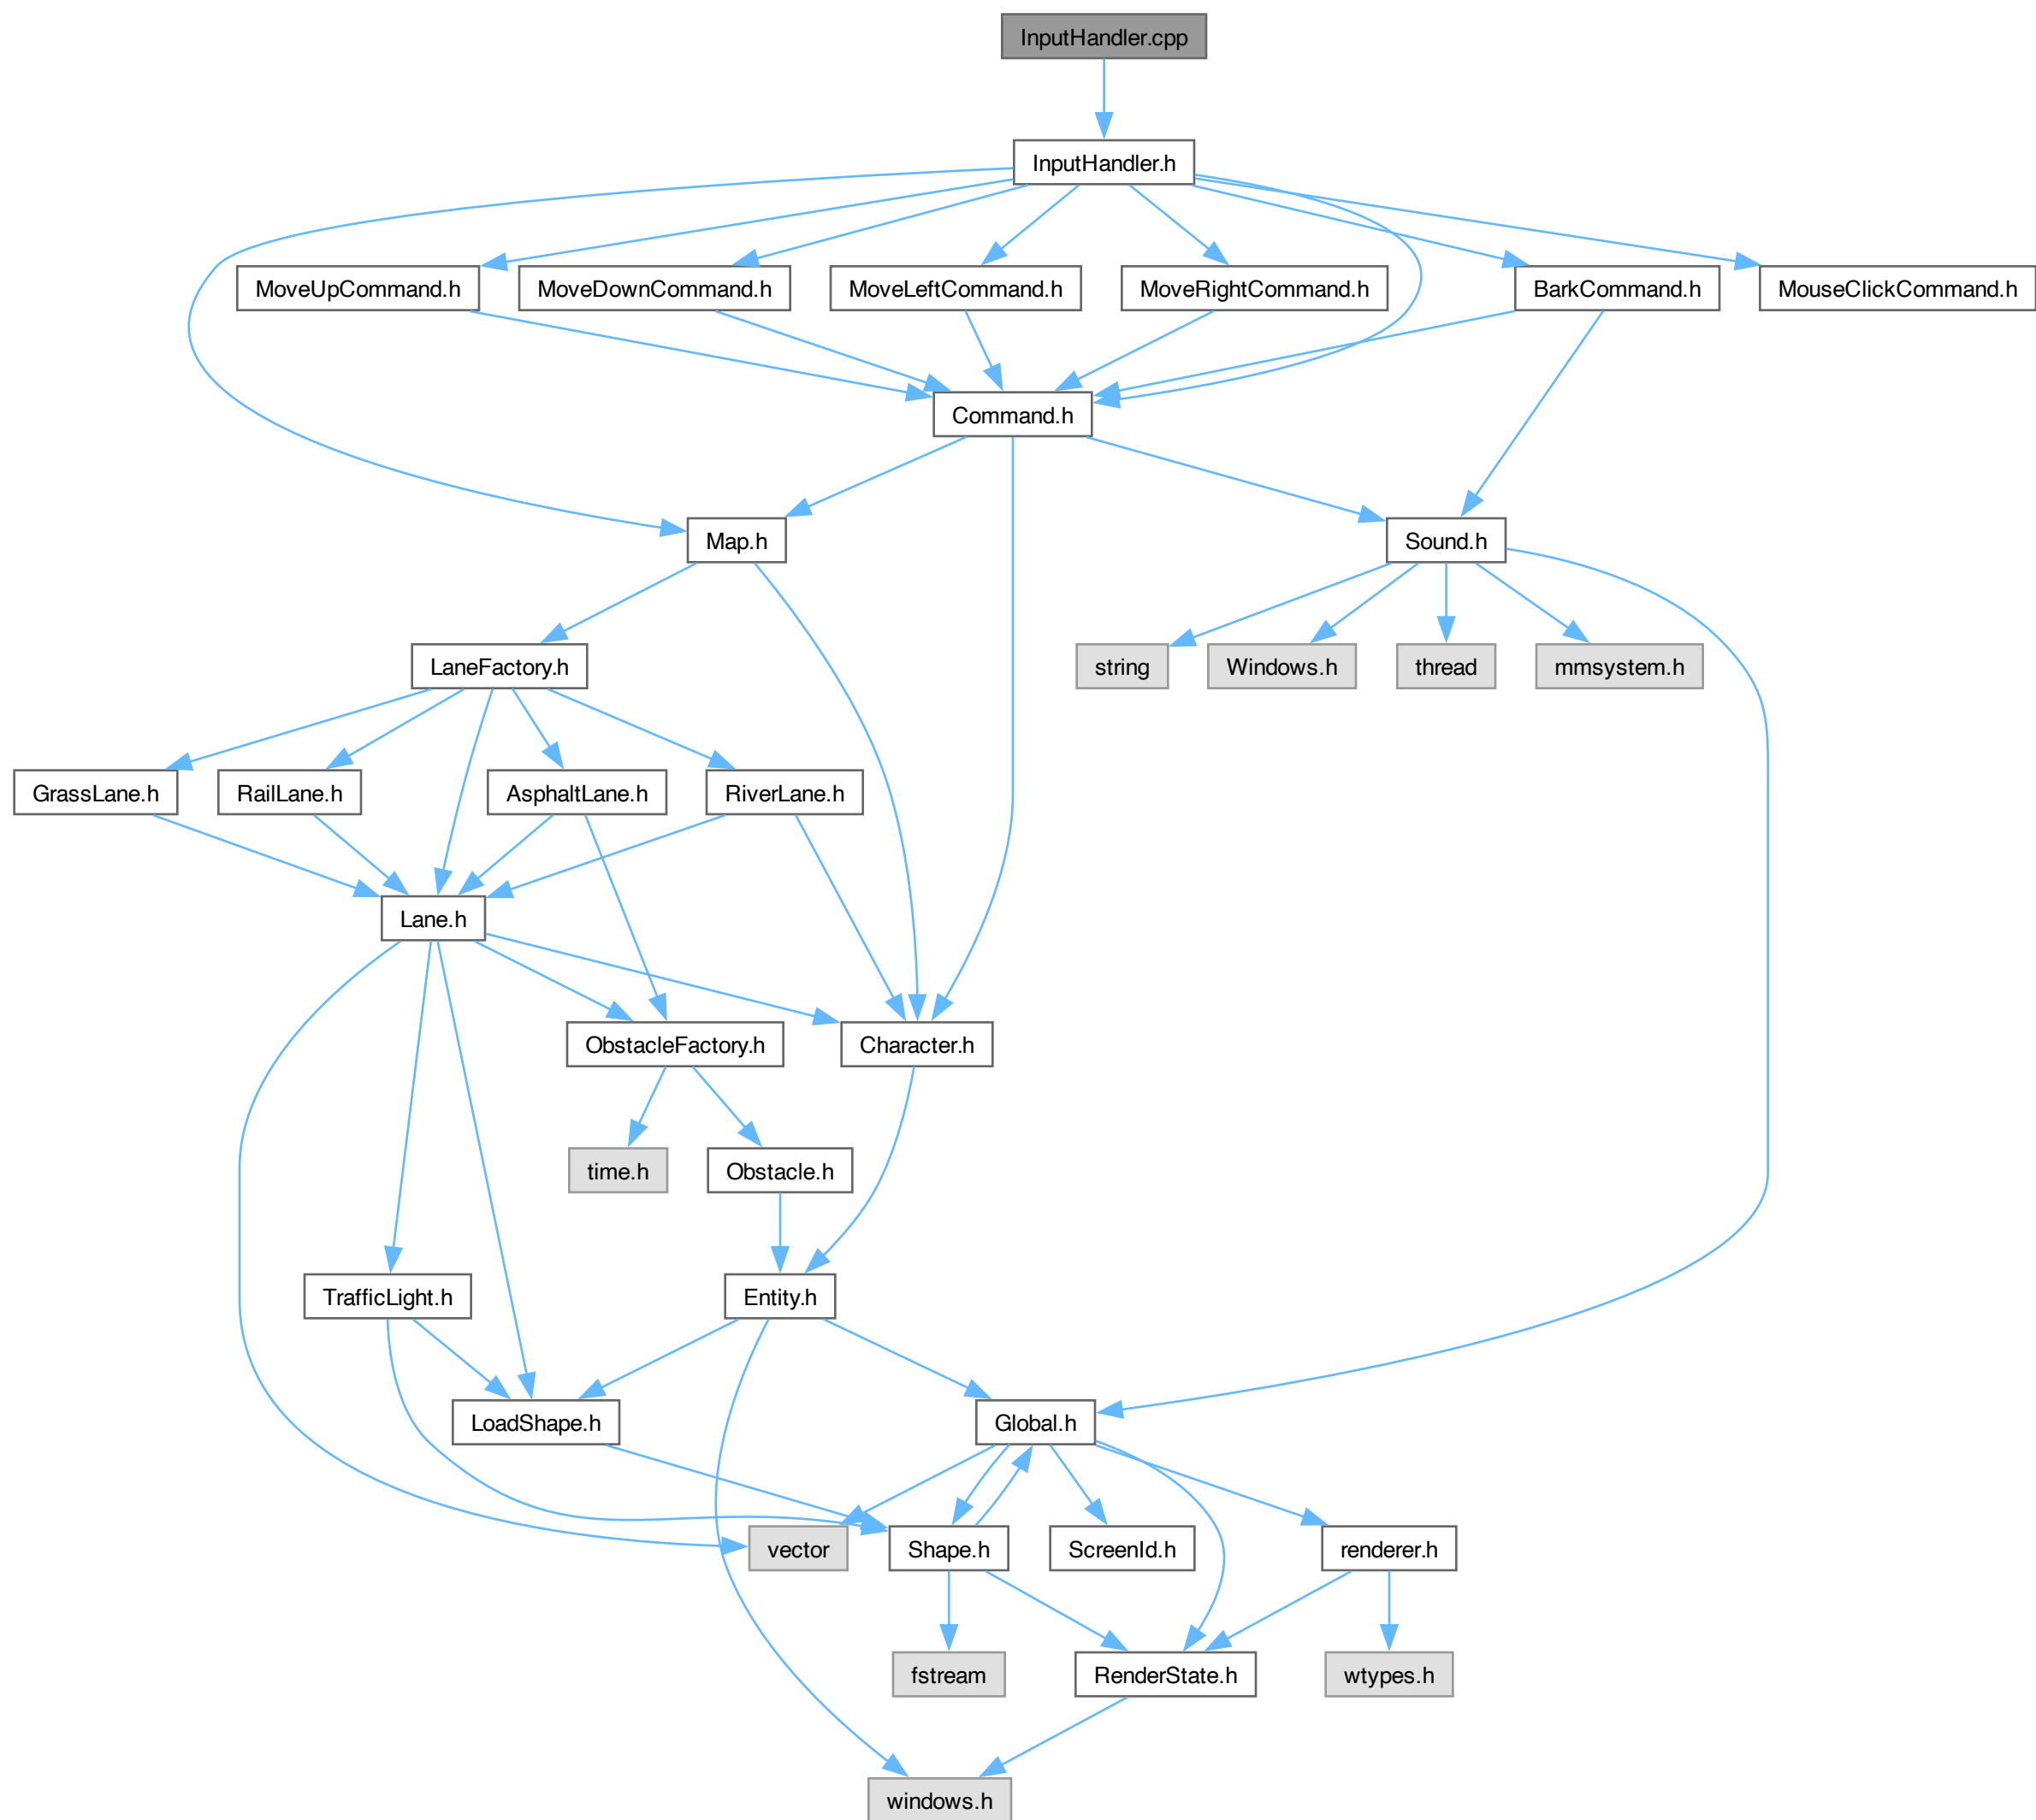 InputHandler.cpp
InputHandler.h
MoveUpCommand.h
MoveDownCommand.h
MoveLeftCommand.h
MoveRightCommand.h
BarkCommand.h
MouseClickCommand.h
Command.h
Map.h
Sound.h
LaneFactory.h
string
Windows.h
thread
mmsystem.h
GrassLane.h
RailLane.h
AsphaltLane.h
RiverLane.h
Lane.h
ObstacleFactory.h
Character.h
time.h
Obstacle.h
TrafficLight.h
Entity.h
LoadShape.h
Global.h
vector
Shape.h
ScreenId.h
renderer.h
fstream
RenderState.h
wtypes.h
windows.h